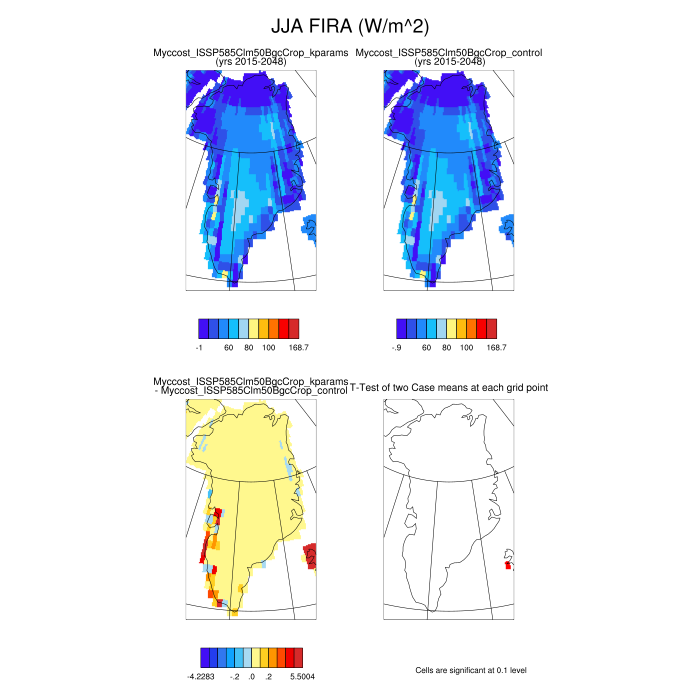 JJA FIRA (W/m^2)
Myccost_ISSP585Clm50BgcCrop_kparams
(yrs 2015-2048)
Myccost_ISSP585Clm50BgcCrop_control
(yrs 2015-2048)
-1 60 80 100 168.7
-.9 60 80 100 168.7
Myccost_ISSP585Clm50BgcCrop_kparams
- Myccost_ISSP585Clm50BgcCrop_control
T-Test of two Case means at each grid point
-4.2283 -.2 .0 .2 5.5004
Cells are significant at 0.1 level